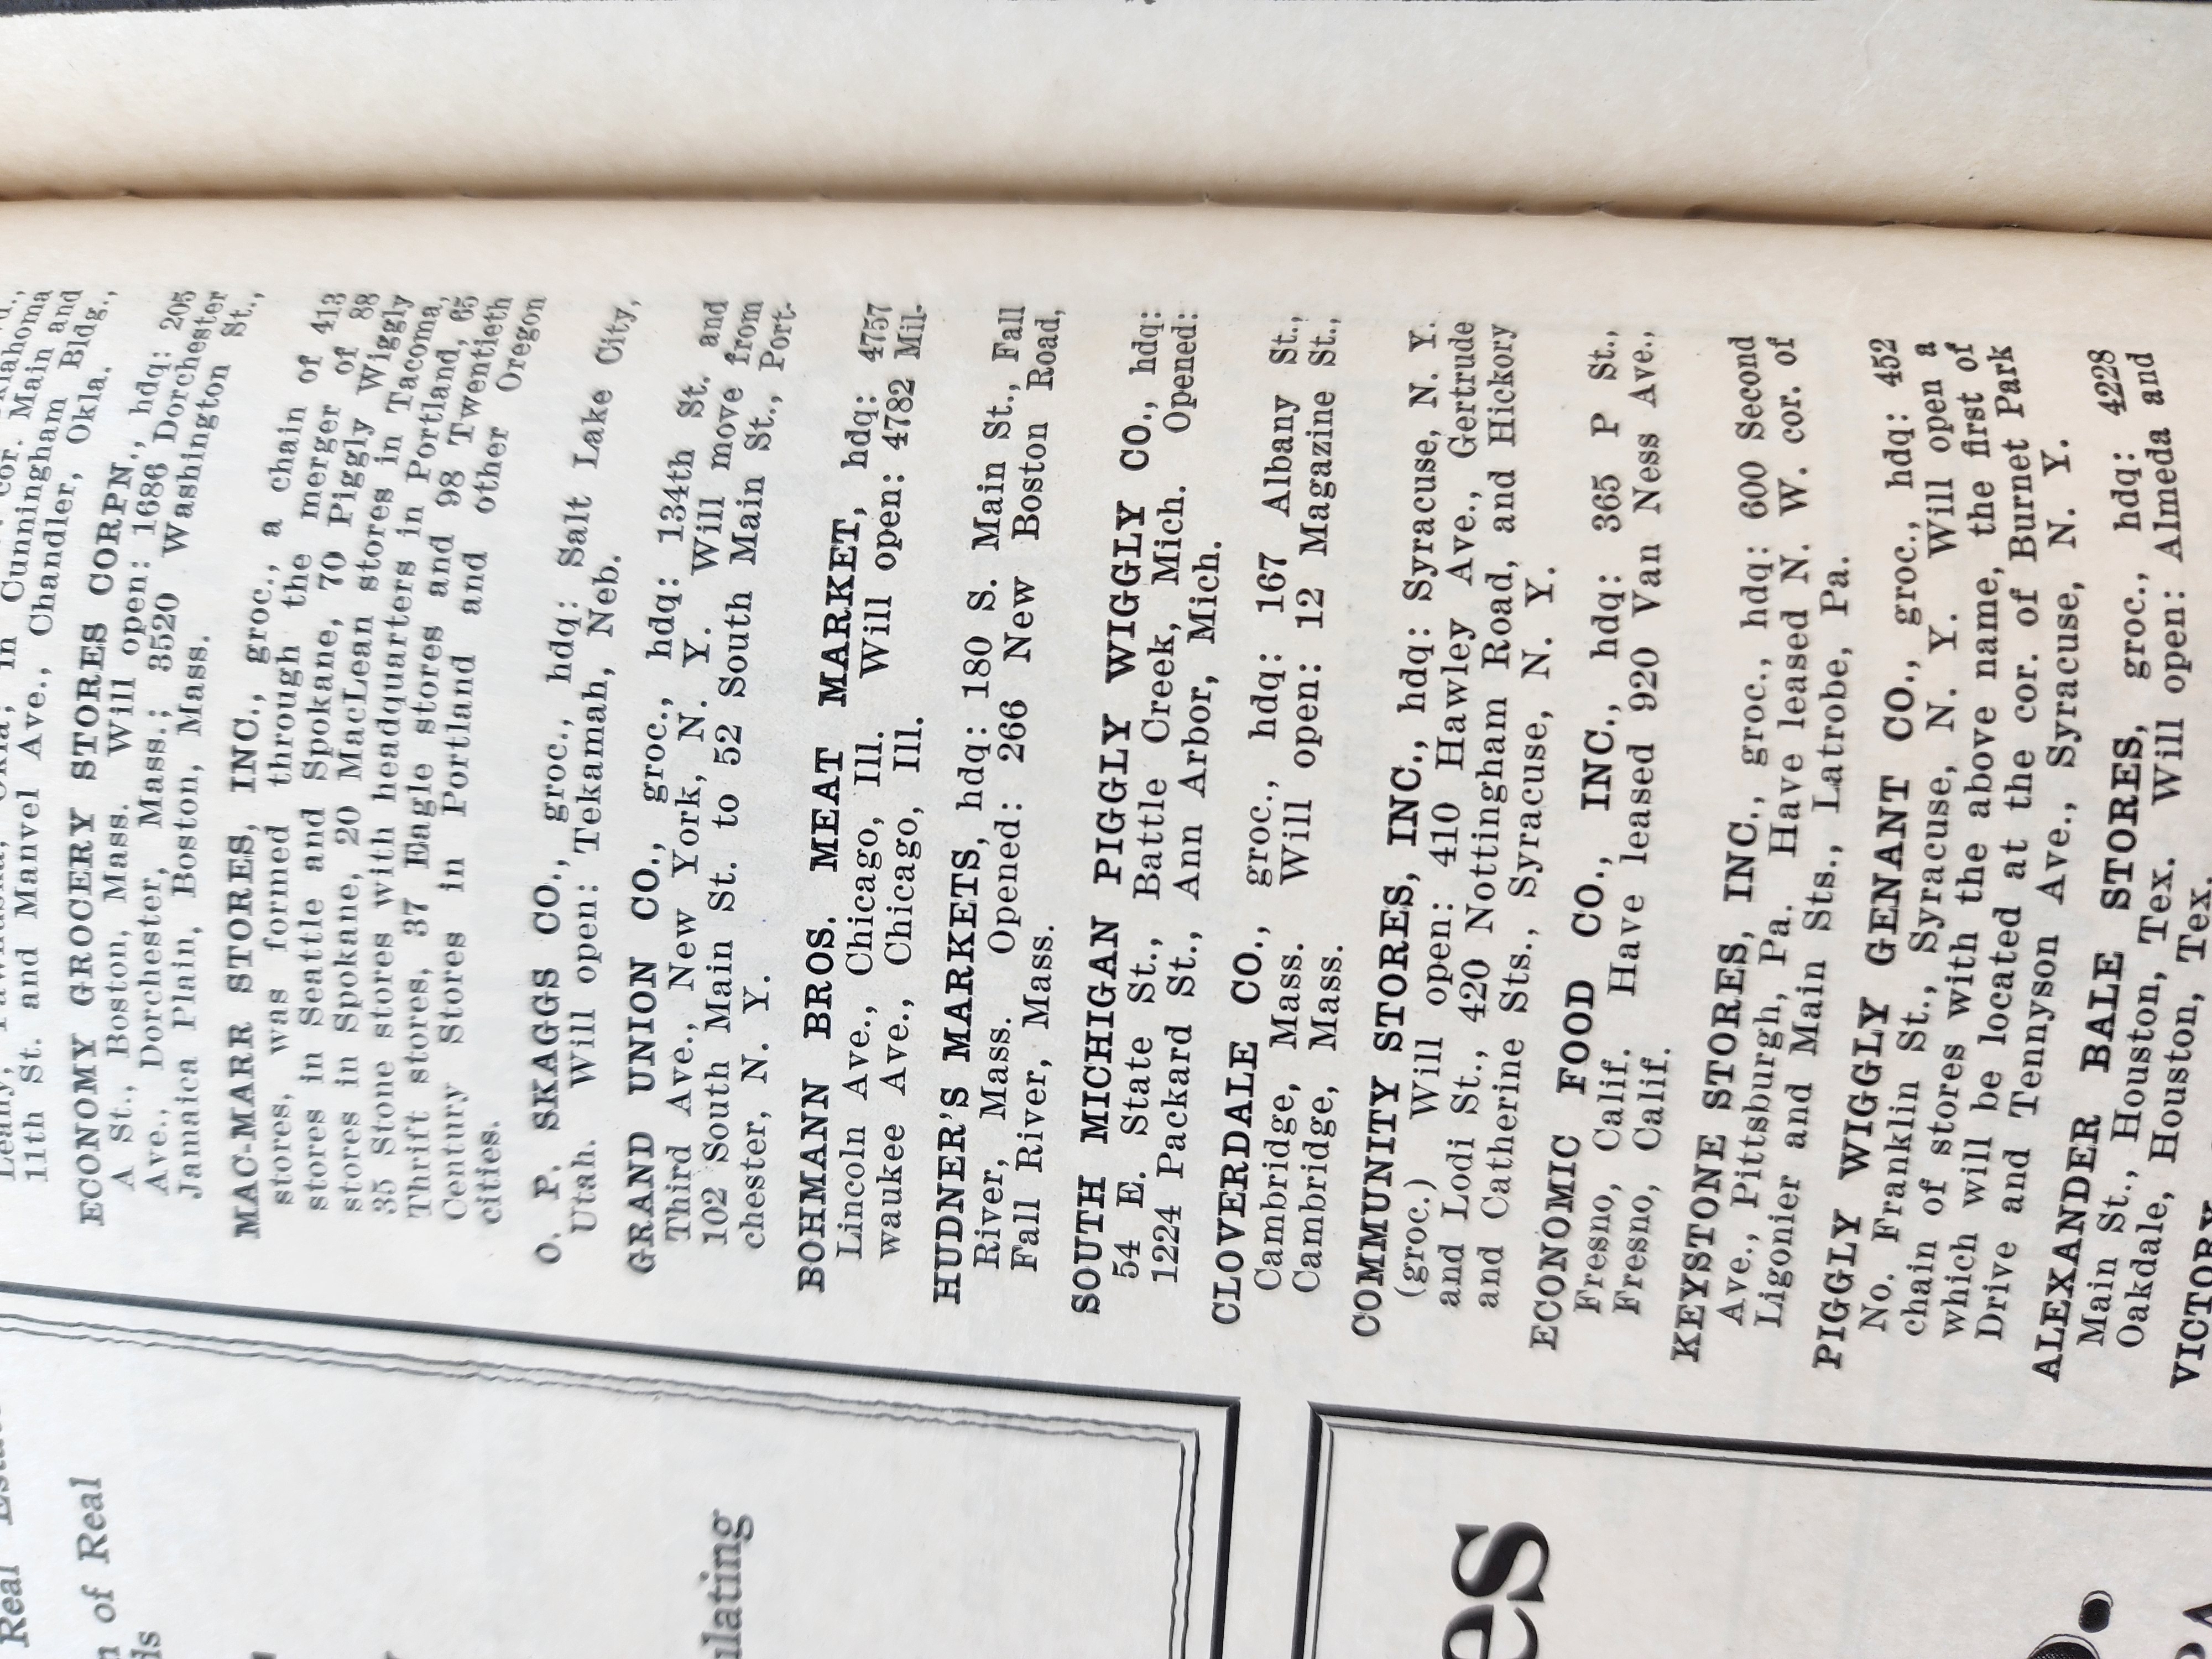 11th St. and Manvel Ave., Chandler, Okla.
ECONOMY GROCERY STORES CORPN., hdq: 205
A St., Boston, Mass. Will open: 1686 Dorchester
Ave., Dorchester, Mass.; 3520 Washington St.,
Jamaica Plain, Boston, Mass.
MAC-MARR STORES, INC., groc., a chain of 413
stores, was formed through the merger of 88
stores in Seattle and Spokane, 70 Piggly Wiggly
stores in Spokane, 20 MacLean stores in Tacoma,
35 Stone stores with headquarters in Portland, 65
Thrift stores, 37 Eagle stores and 98 Twentieth
Century Stores in Portland and other Oregon
cities.
O. P. SKAGGS CO., groc., hdq: Salt Lake City,
Utah. Will open: Tekamah, Neb.
GRAND UNION CO., groc., hdq: 134th St. and
Third Ave., New York, N. Y. Will move from
102 South Main St. to 52 South Main St., Port-
chester, N. Y.
BOHMANN BROS. MEAT MARKET, hdq: 4757
Lincoln Ave., Chicago, Ill. Will open: 4782 Mil-
waukee Ave., Chicago, Ill.
HUDNER'S MARKETS, hdq: 180 S. Main St., Fall
River, Mass. Opened: 266 New Boston Road,
Fall River, Mass.
SOUTH MICHIGAN PIGGLY WIGGLY CO., hdq:
54 E. State St., Battle Creek, Mich. Opened:
1224 Packard St., Ann Arbor, Mich.
CLOVERDALE CO., groc., hdq: 167 Albany St.,
Cambridge, Mass. Will open: 12 Magazine St.,
Cambridge, Mass.
COMMUNITY STORES, INC., hdq: Syracuse, N. Y.
(groc.) Will open: 410 Hawley Ave., Gertrude
and Lodi St., 420 Nottingham Road, and Hickory
and Catherine Sts., Syracuse, N. Y.
ECONOMIC FOOD CO., INC., hdq: 365 P St.,
Fresno, Calif. Have leased 920 Van Ness Ave.,
Fresno, Calif.
KEYSTONE STORES, INC., groc., hdq: 600 Second
Ave., Pittsburgh, Pa. Have leased N. W. cor. of
Ligonier and Main Sts., Latrobe, Pa.
PIGGLY WIGGLY GENANT CO., groc., hdq: 452
No. Franklin St., Syracuse, N. Y. Will open a
chain of stores with the above name, the first of
which will be located at the cor. of Burnet Park
Drive and Tennyson Ave., Syracuse, N. Y.
ALEXANDER BALE STORES, groc., hdq: 4228
Main St., Houston, Tex. Will open: Almeda and
Oakdale, Houston, Tex.
VICTORY
of Real
ulating
es